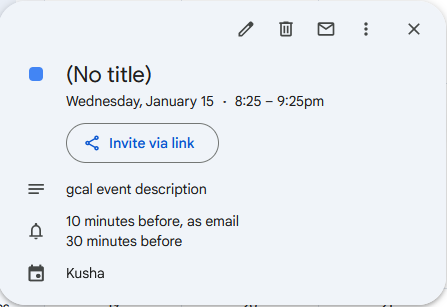 (No title)
Wednesday, January 15 · 8:25 – 9:25pm
Invite via link
gcal event description
10 minutes before, as email
30 minutes before
Kusha